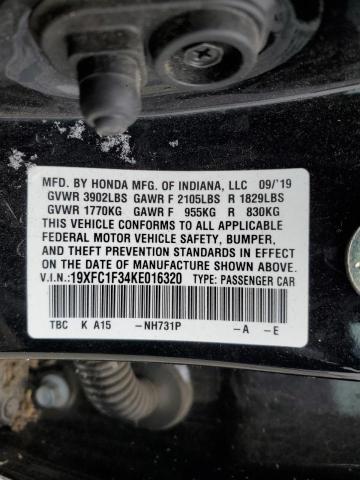 MFD. BY HONDA MFG. OF INDIANA, LLC 09/'19
GVWR 3902LBS GAWR F 2105LBS R 1829LBS
GVWR 1770KG GAWR F 955KG R 830KG
THIS VEHICLE CONFORMS TO ALL APPLICABLE
FEDERAL MOTOR VEHICLE SAFETY, BUMPER,
AND THEFT PREVENTION STANDARDS IN EFFECT
ON THE DATE OF MANUFACTURE SHOWN ABOVE.
V.I.N.: 19XFC1F34KE016320 TYPE: PASSENGER CAR
TBC K A15 -NH731P -A -E